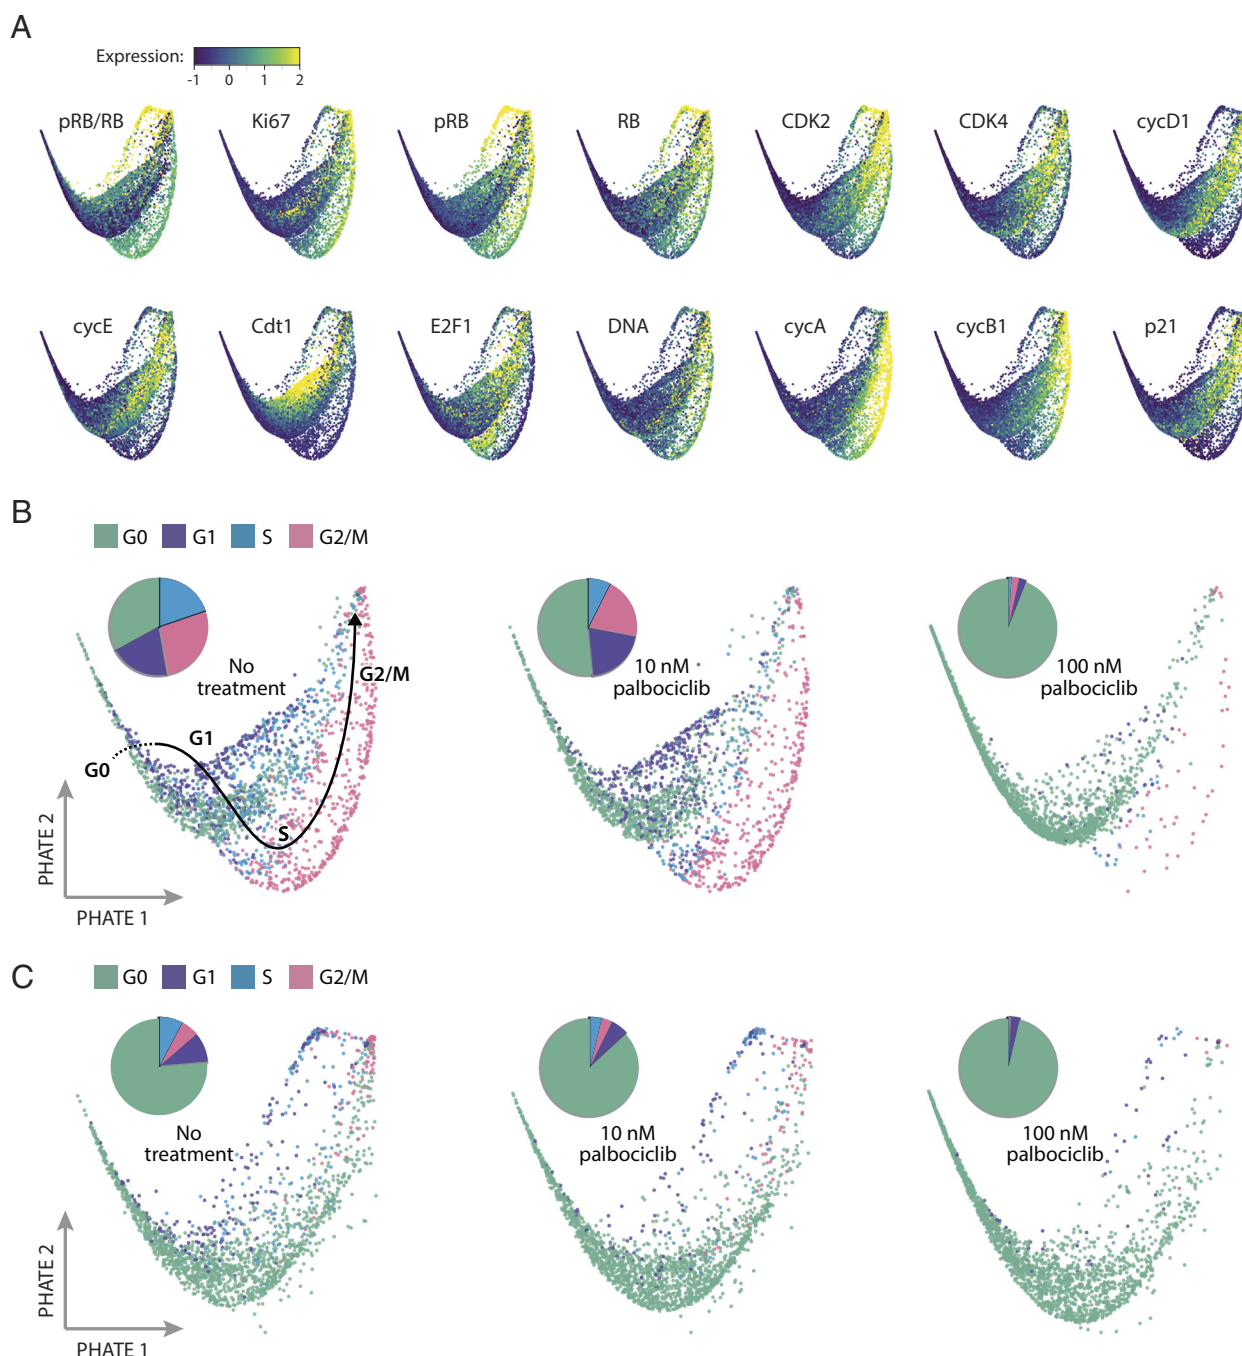 A
Expression:
-1 0 1 2
pRB/RB Ki67 pRB RB CDK2 CDK4 cycD1
cycE Cdt1 E2F1 DNA cycA cycB1 p21
B
G0 G1 S G2/M
No
treatment
G0
G1
S
G2/M
10 nM
palbociclib
100 nM
palbociclib
PHATE 2
PHATE 1
C
G0 G1 S G2/M
No
treatment
10 nM
palbociclib
100 nM
palbociclib
PHATE 2
PHATE 1